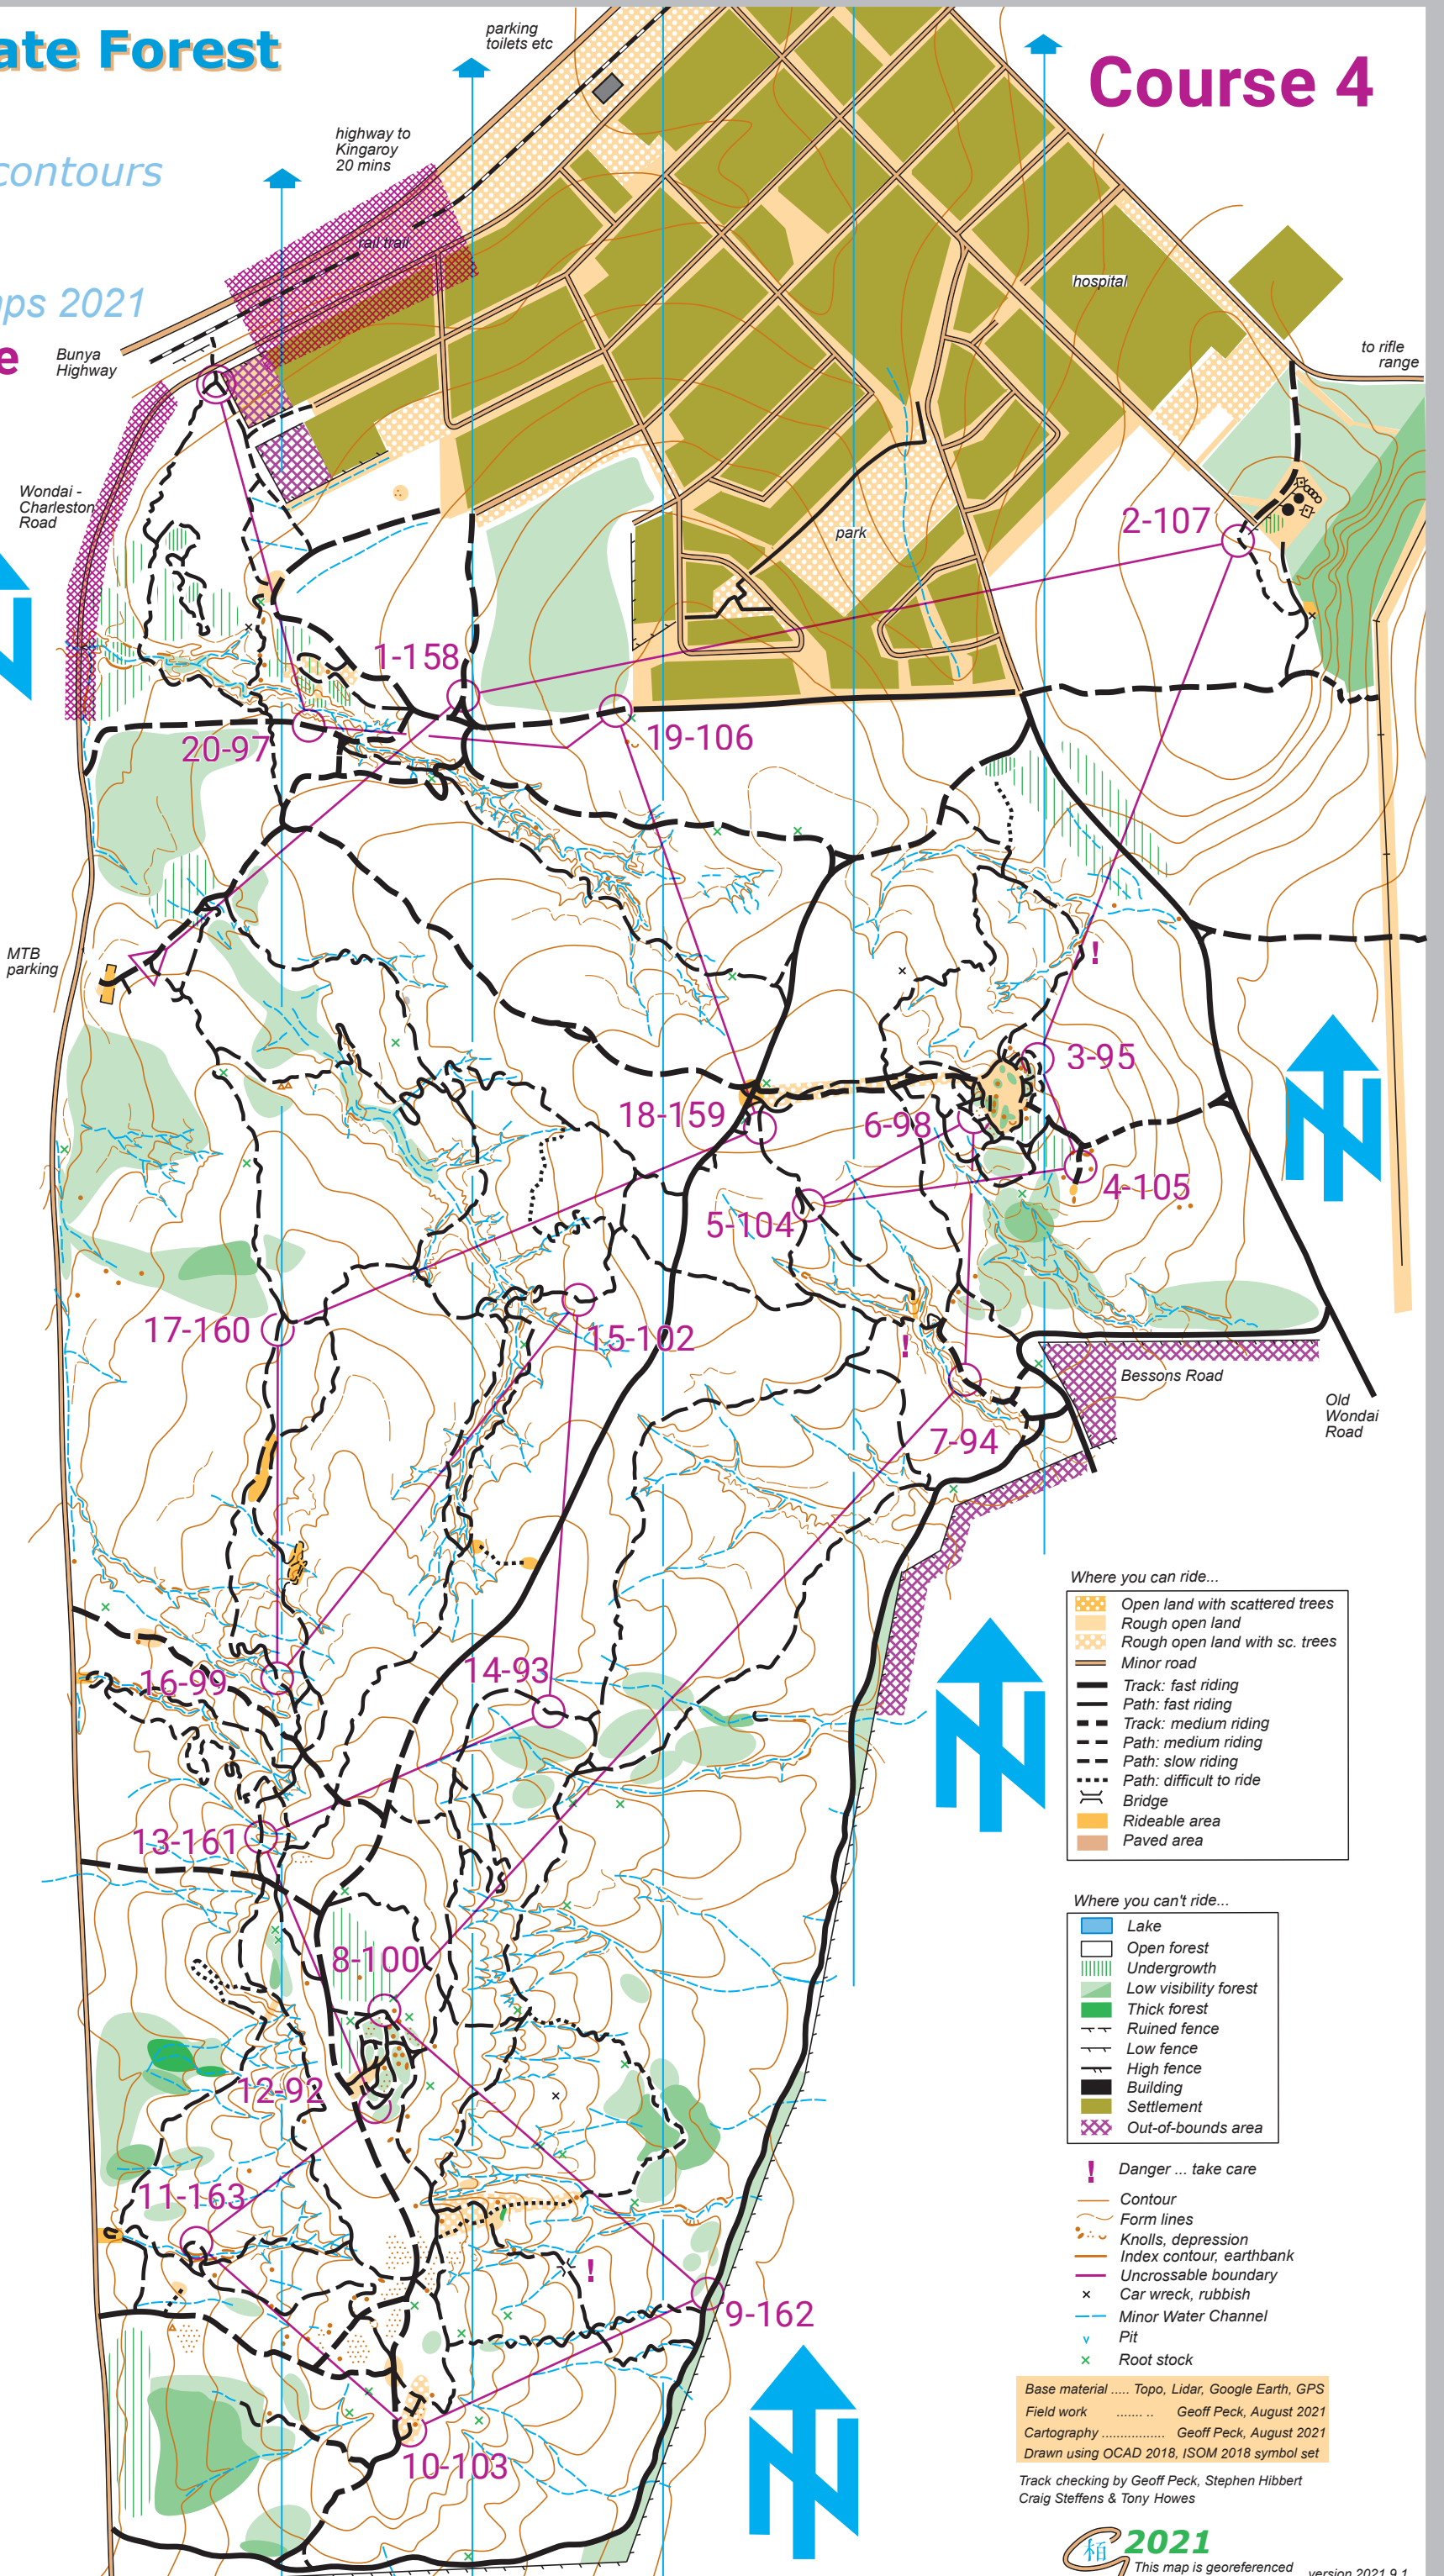 ate Forest
parking
toilets etc
Course 4
highway to
Kingaroy
20 mins
contours
rail trail
hospital
ps 2021
e
Bunya
Highway
to rifle
range
Wondai -
Charleston
Road
2-107
park
1-158
19-106
20-97
MTB
parking
!
3-95
18-159
6-98
4-105
5-104
17-160
15-102
!
Bessons Road
Old
Wondai
Road
7-94
16-99
14-93
13-161
8-100
12-92
11-163
!
9-162
10-103
Where you can ride...
Open land with scattered trees
Rough open land
Rough open land with sc. trees
Minor road
Track: fast riding
Path: fast riding
Track: medium riding
Path: medium riding
Path: slow riding
Path: difficult to ride
Bridge
Rideable area
Paved area
Where you can't ride...
Lake
Open forest
Undergrowth
Low visibility forest
Thick forest
Ruined fence
Low fence
High fence
Building
Settlement
Out-of-bounds area
! Danger ... take care
Contour
Form lines
Knolls, depression
Index contour, earthbank
Uncrossable boundary
Car wreck, rubbish
Minor Water Channel
Pit
Root stock
Base material ..... Topo, Lidar, Google Earth, GPS
Field work ....... .. Geoff Peck, August 2021
Cartography ................. Geoff Peck, August 2021
Drawn using OCAD 2018, ISOM 2018 symbol set
Track checking by Geoff Peck, Stephen Hibbert
Craig Steffens & Tony Howes
栢 2021
This map is georeferenced
version 2021.9.1